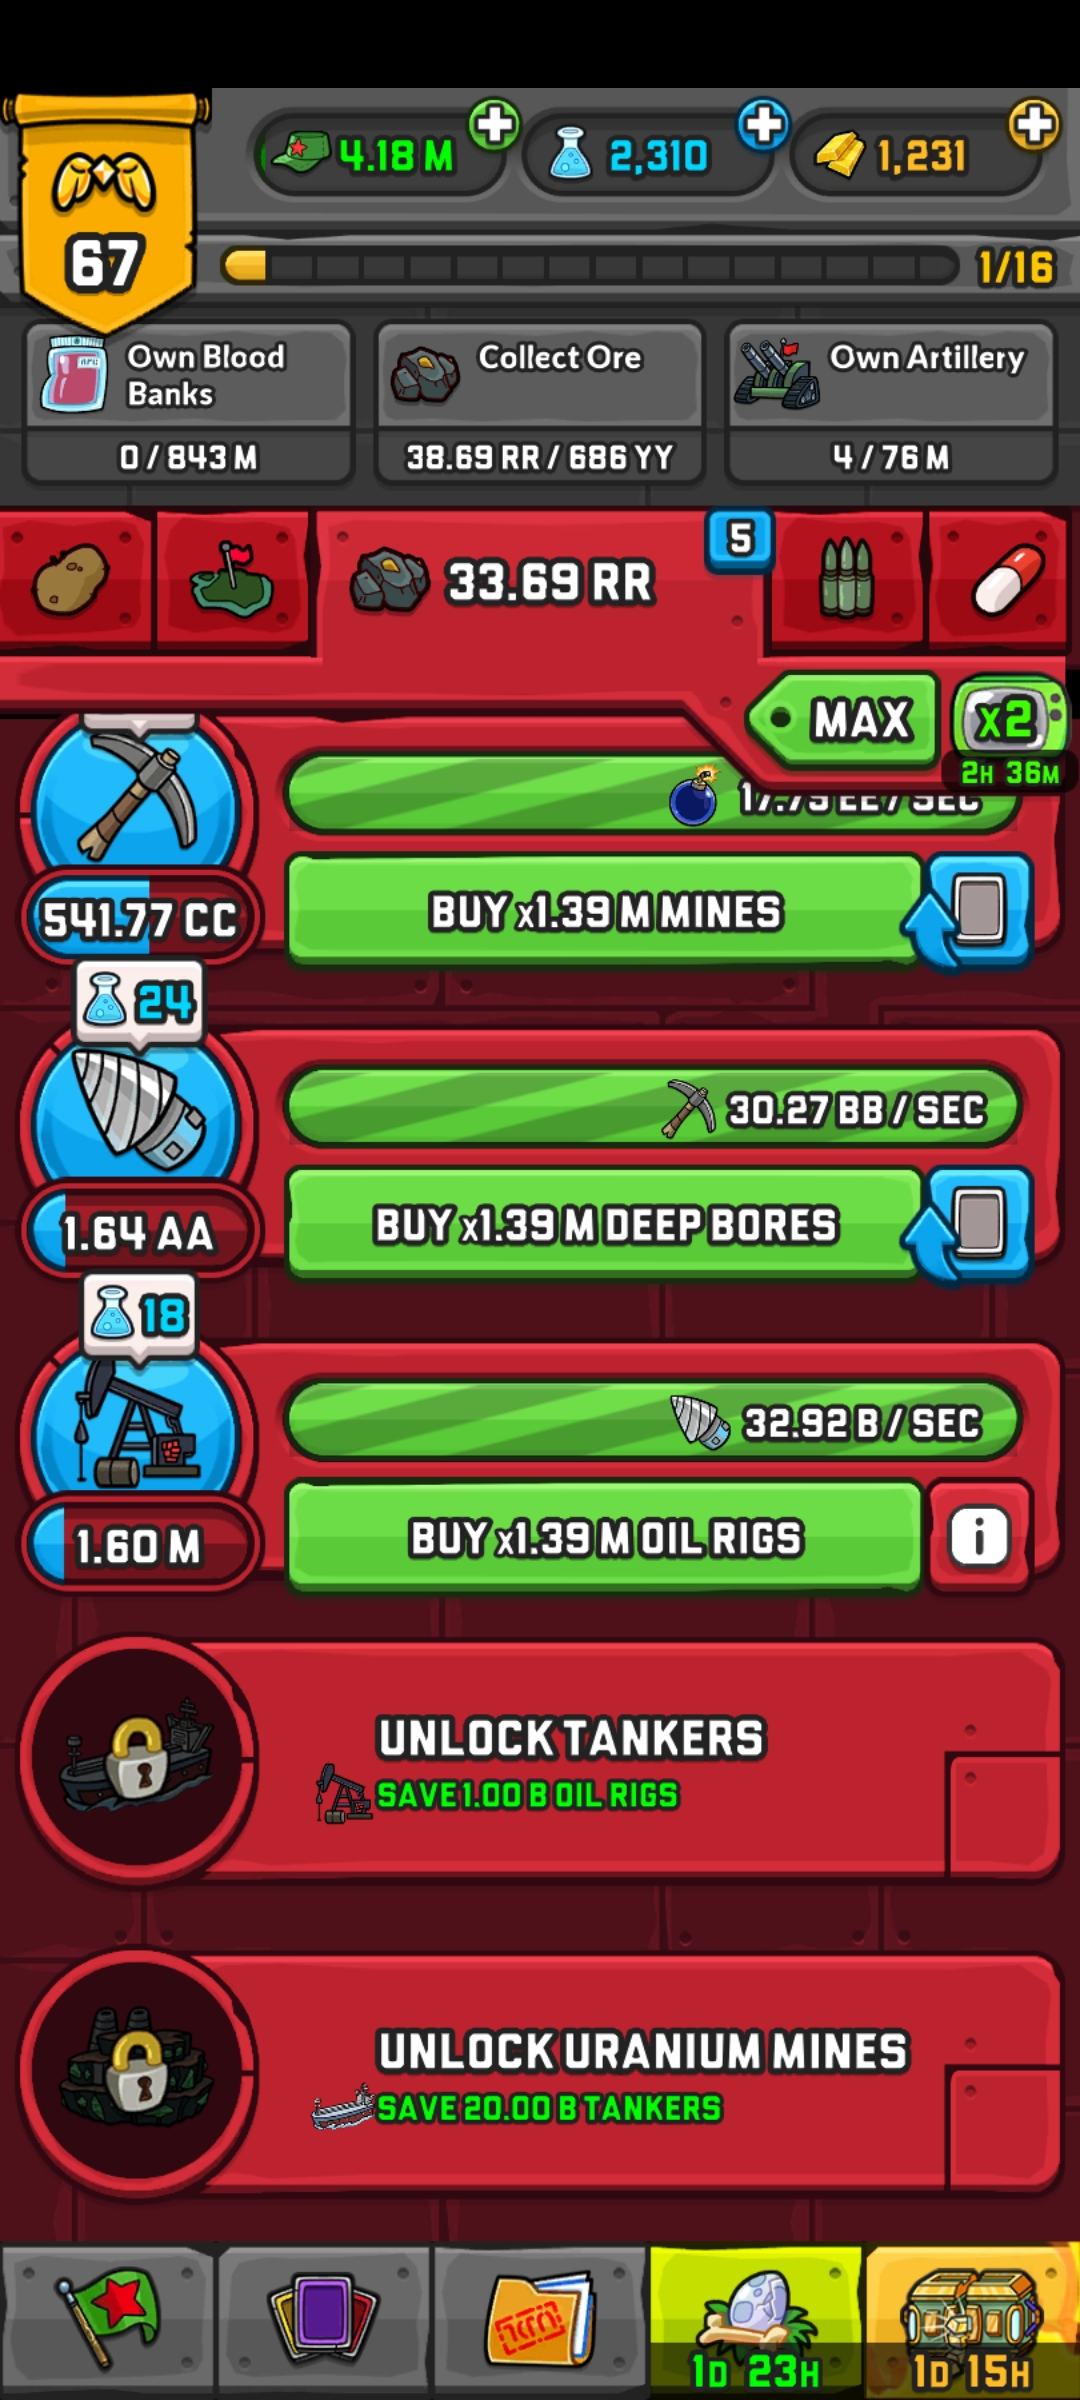 4.18 M
2,310
1,231
67
1/16
Own Blood
Banks
Collect Ore
Own Artillery
0 / 843 M
38.69 RR / 686 YY
4 / 76 M
33.69 RR
5
MAX
x2
2H 36M
17.75 EE / SEC
541.77 CC
BUY x1.39 M MINES
24
30.27 BB / SEC
1.64 AA
BUY x1.39 M DEEP BORES
18
32.92 B / SEC
1.60 M
BUY x1.39 M OIL RIGS
i
UNLOCK TANKERS
SAVE 1.00 B OIL RIGS
UNLOCK URANIUM MINES
SAVE 20.00 B TANKERS
1D 23H
1D 15H